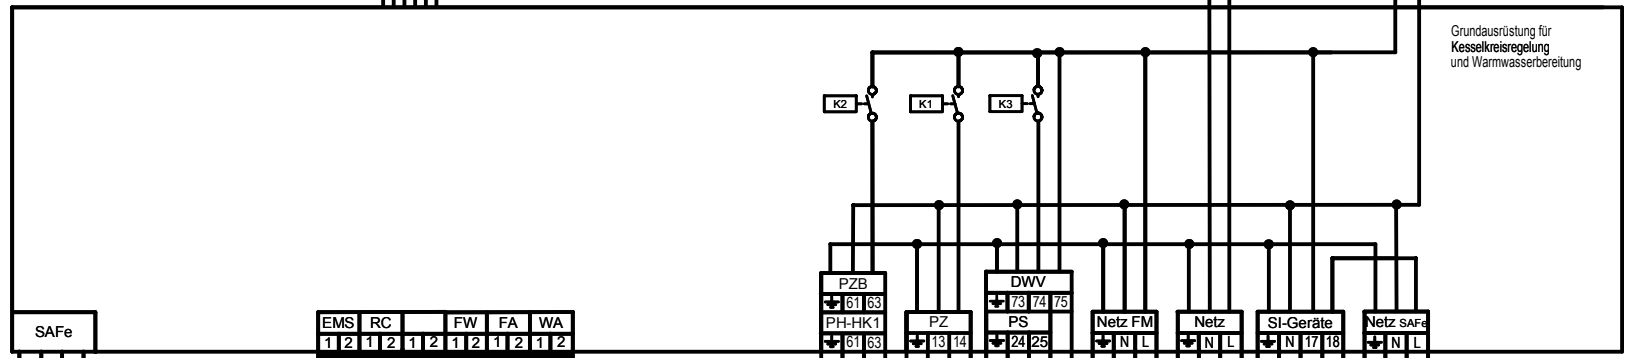 Grundausrüstung für
Kesselkreisregelung
und Warmwasserbereitung
K2
K1
K3
PZB
61 63
PH-HK1
61 63
PZ
13 14
DWV
73 74 75
PS
24 25
Netz FM
N L
Netz
N L
SI-Geräte
N 17 18
Netz SAFe
N L
SAFe
EMS RC FW FA WA
1 2 1 2 1 2 1 2 1 2 1 2